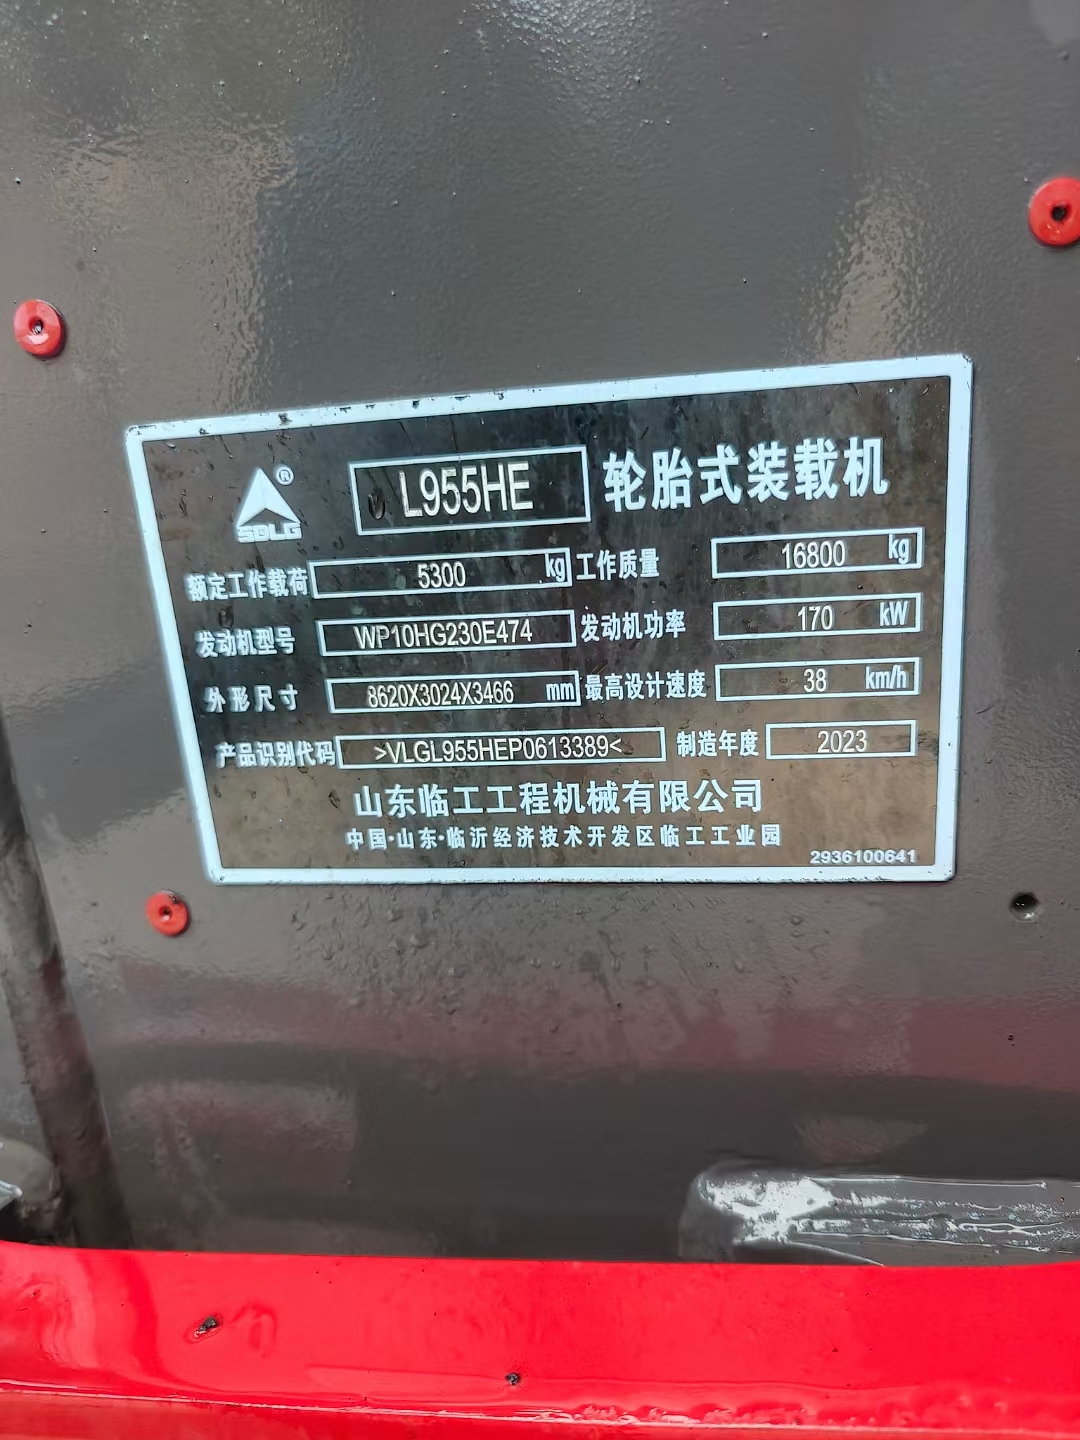 SDLG ® L955HE 轮胎式装载机
额定工作载荷 5300 kg 工作质量 16800 kg
发动机型号 WP10HG230E474 发动机功率 170 kW
外形尺寸 8620X3024X3466 mm 最高设计速度 38 km/h
产品识别代码 >VLGL955HEP0613389< 制造年度 2023
山东临工工程机械有限公司
中国·山东·临沂经济技术开发区临工工业园
2936100641